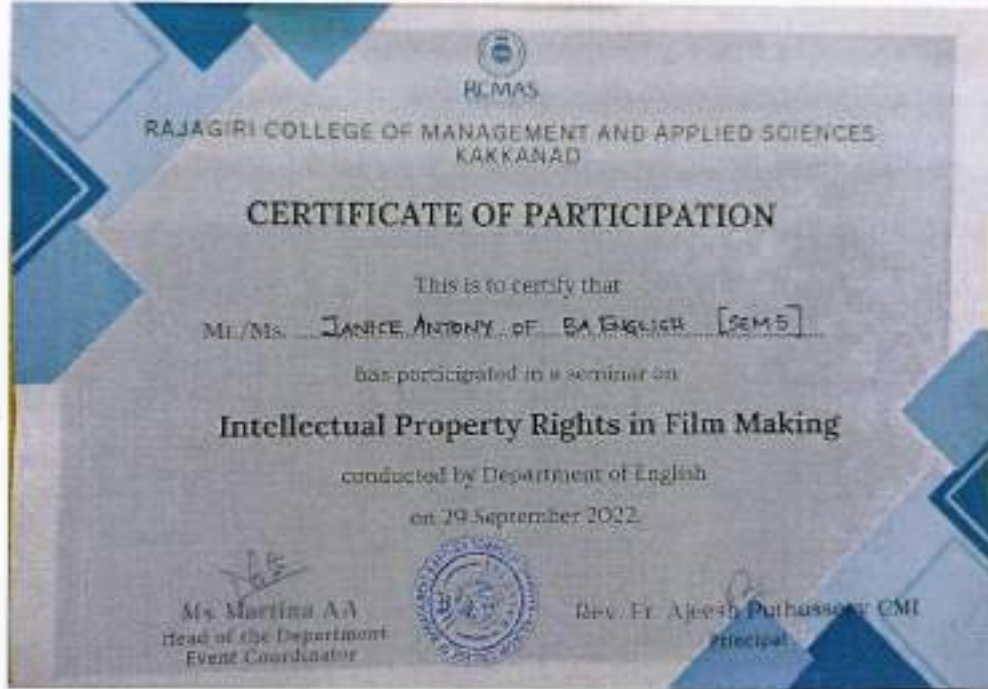 RCMAS
RAJAGIRI COLLEGE OF MANAGEMENT AND APPLIED SCIENCES
KAKKANAD
CERTIFICATE OF PARTICIPATION
This is to certify that
Mr./Ms. JANICE ANTONY OF BA ENGLISH [SEM 5]
has participated in a seminar on
Intellectual Property Rights in Film Making
conducted by Department of English
on 29 September 2022.
Ms. Martina AA
Head of the Department
Event Coordinator
Rev. Fr. Ajeesh Puthussery CMI
Principal